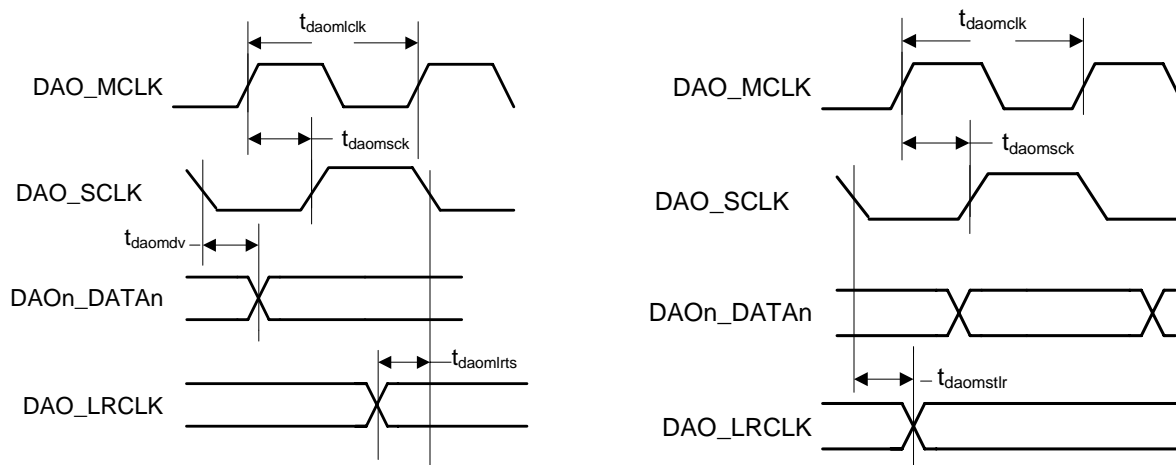 t_daomlclk
DAO_MCLK
t_daomsck
DAO_SCLK
t_daomdv
DAOn_DATAn
t_daomlrts
DAO_LRCLK
t_daomclk
DAO_MCLK
t_daomsck
DAO_SCLK
DAOn_DATAn
t_daomstlr
DAO_LRCLK